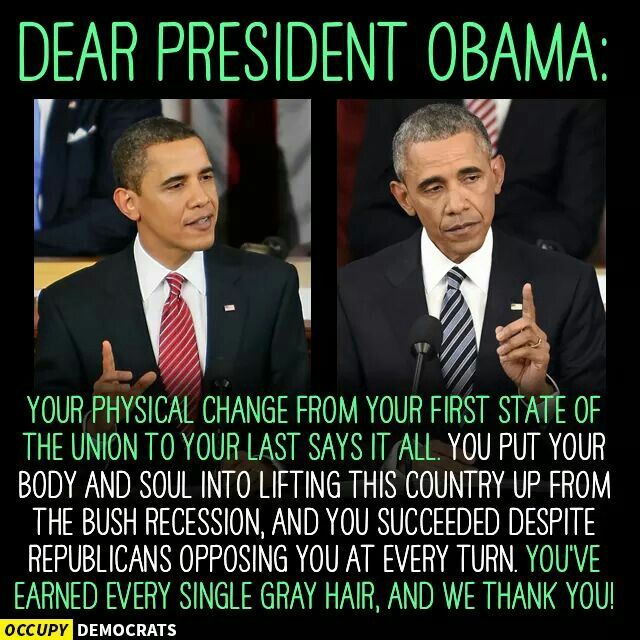 DEAR PRESIDENT OBAMA:
YOUR PHYSICAL CHANGE FROM YOUR FIRST STATE OF
THE UNION TO YOUR LAST SAYS IT ALL. YOU PUT YOUR
BODY AND SOUL INTO LIFTING THIS COUNTRY UP FROM
THE BUSH RECESSION, AND YOU SUCCEEDED DESPITE
REPUBLICANS OPPOSING YOU AT EVERY TURN. YOU'VE
EARNED EVERY SINGLE GRAY HAIR, AND WE THANK YOU!
OCCUPY DEMOCRATS